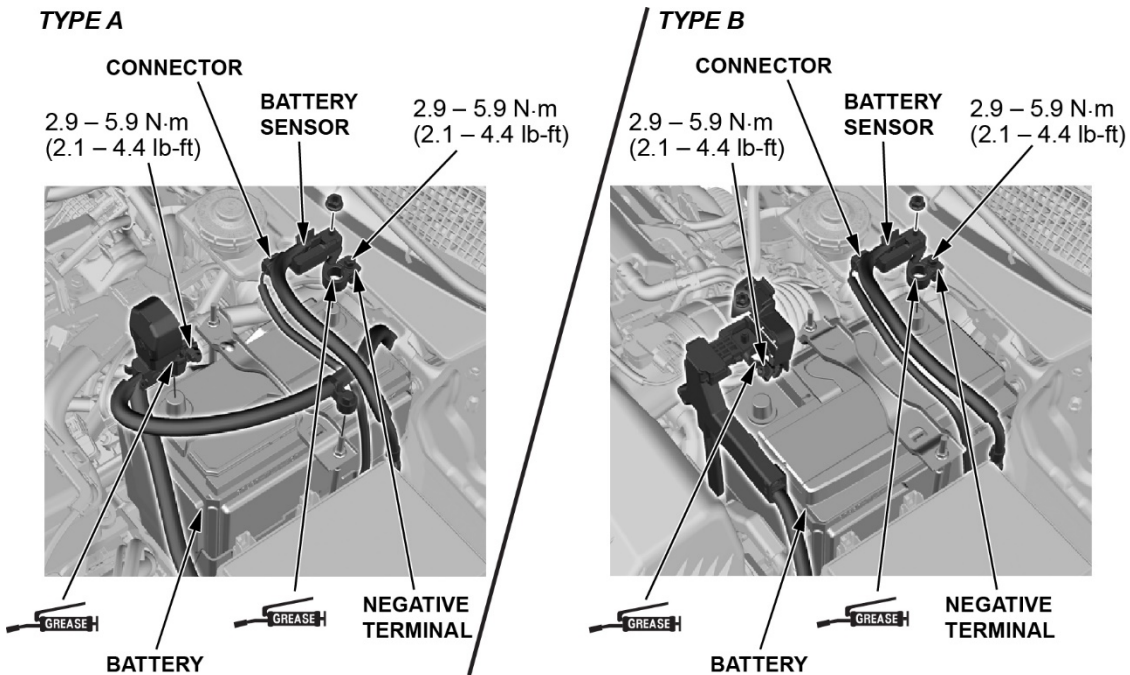 TYPE A
CONNECTOR
BATTERY
SENSOR
2.9 – 5.9 N·m
(2.1 – 4.4 lb-ft)
2.9 – 5.9 N·m
(2.1 – 4.4 lb-ft)
GREASE
GREASE
NEGATIVE
TERMINAL
BATTERY
TYPE B
CONNECTOR
BATTERY
SENSOR
2.9 – 5.9 N·m
(2.1 – 4.4 lb-ft)
2.9 – 5.9 N·m
(2.1 – 4.4 lb-ft)
GREASE
GREASE
NEGATIVE
TERMINAL
BATTERY